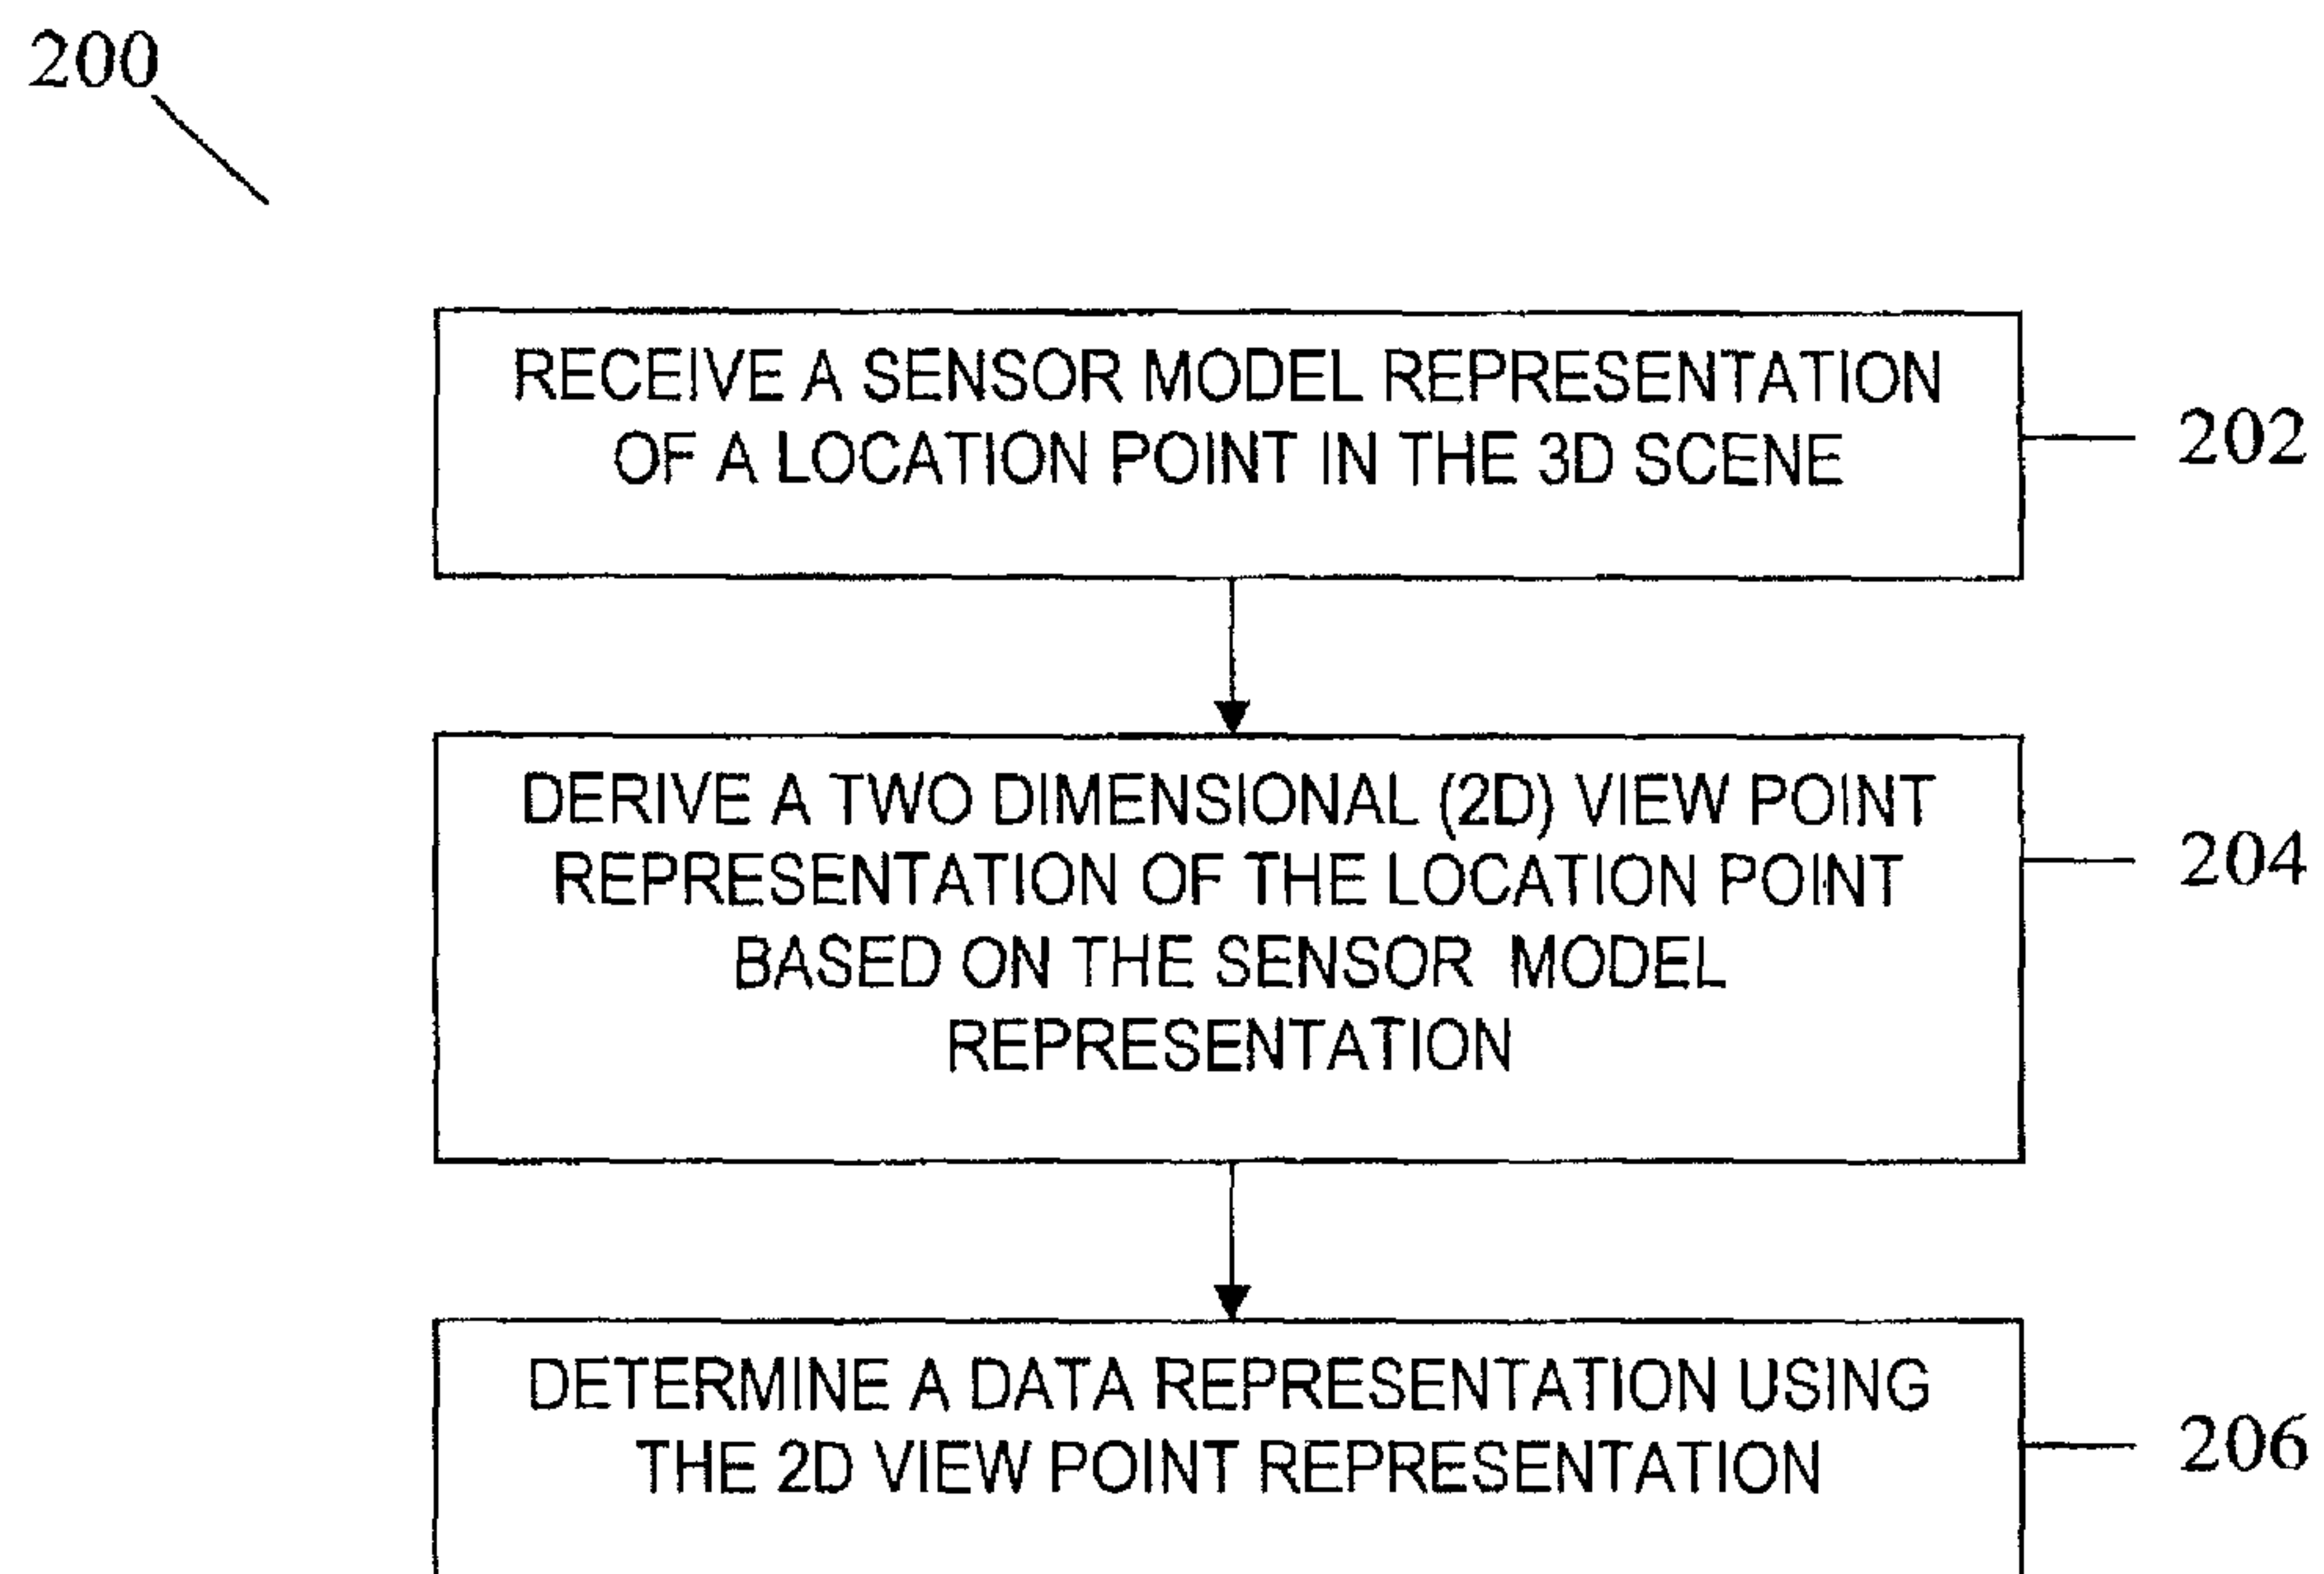 200
RECEIVE A SENSOR MODEL REPRESENTATION
OF A LOCATION POINT IN THE 3D SCENE
202
DERIVE A TWO DIMENSIONAL (2D) VIEW POINT
REPRESENTATION OF THE LOCATION POINT
BASED ON THE SENSOR MODEL
REPRESENTATION
204
DETERMINE A DATA REPRESENTATION USING
THE 2D VIEW POINT REPRESENTATION
206